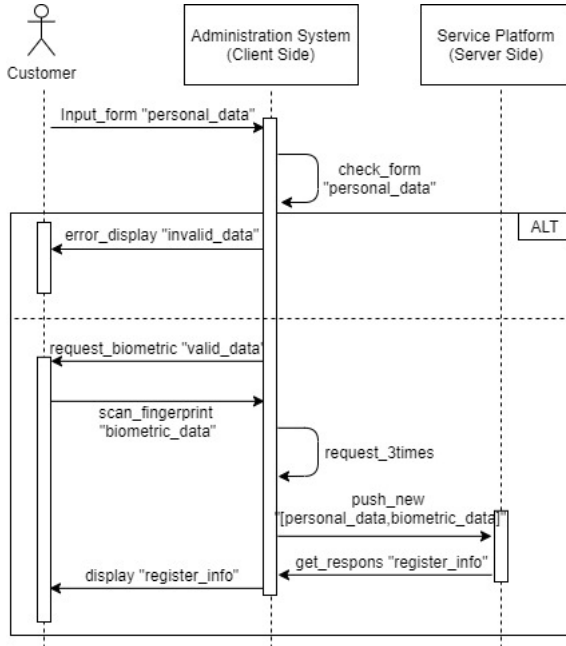 Administration System
(Client Side)
Service Platform
(Server Side)
Customer
Input_form "personal_data"
check_form
"personal_data"
ALT
error_display "invalid_data"
request_biometric "valid_data"
scan_fingerprint
"biometric_data"
request_3times
push_new
"[personal_data,biometric_data]"
get_respons "register_info"
display "register_info"